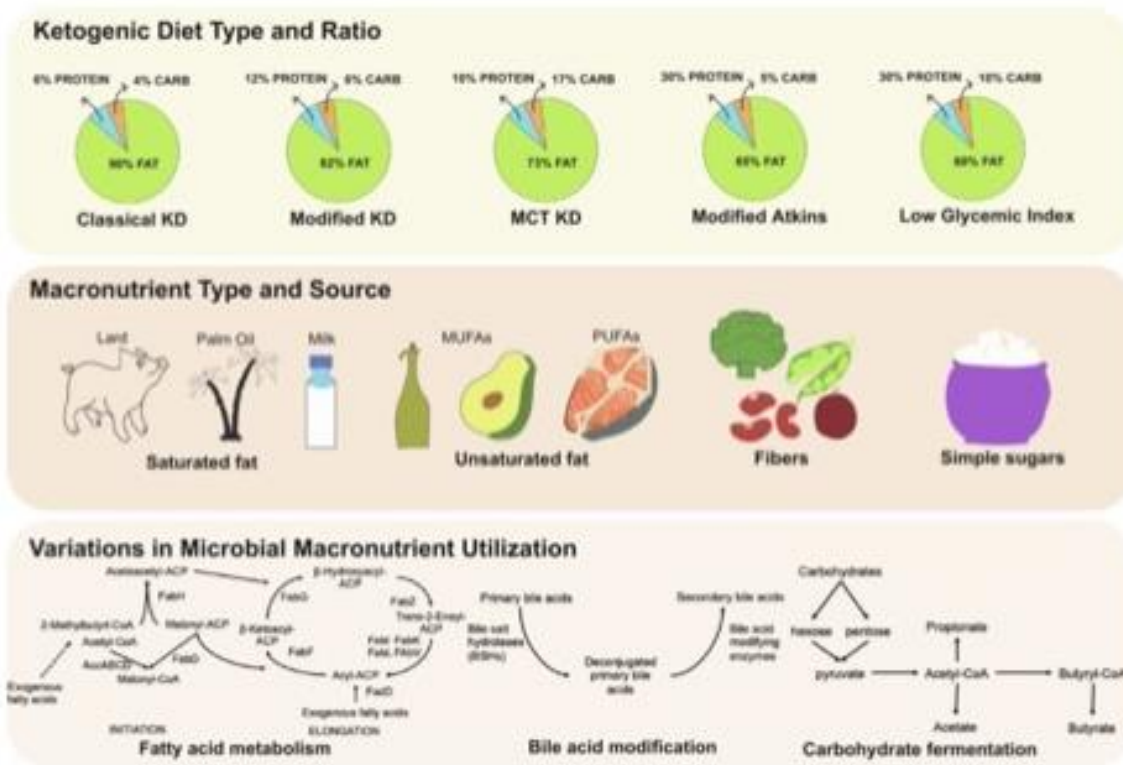 Ketogenic Diet Type and Ratio
6% PROTEIN 4% CARB
12% PROTEIN 6% CARB
10% PROTEIN 17% CARB
30% PROTEIN 5% CARB
30% PROTEIN 10% CARB
90% FAT
82% FAT
73% FAT
65% FAT
60% FAT
Classical KD
Modified KD
MCT KD
Modified Atkins
Low Glycemic Index
Macronutrient Type and Source
Lard
Palm Oil
Milk
MUFAs
PUFAs
Saturated fat
Unsaturated fat
Fibers
Simple sugars
Variations in Microbial Macronutrient Utilization
Acetoacetyl-ACP
FabH
2-Methylbutyryl-CoA
Acetyl CoA
Malonyl-ACP
AccABCD
FabD
Malonyl-CoA
Exogenous
fatty acids
INITIATION
β-Hydroxyacyl-
ACP
FabG
FabZ
β-Ketoacyl-
ACP
Trans-2-Enoyl-
ACP
FabI, FabK
FabF
Acyl-ACP
FadD
Exogenous fatty acids
ELONGATION
Fatty acid metabolism
Primary bile acids
Bile salt
hydrolases
(BSHs)
Deconjugated
primary bile
acids
Secondary bile acids
Bile acid
modifying
enzymes
Bile acid modification
Carbohydrates
hexose
pentose
pyruvate
Propionate
Acetyl-CoA
Butyryl-CoA
Acetate
Butyrate
Carbohydrate fermentation